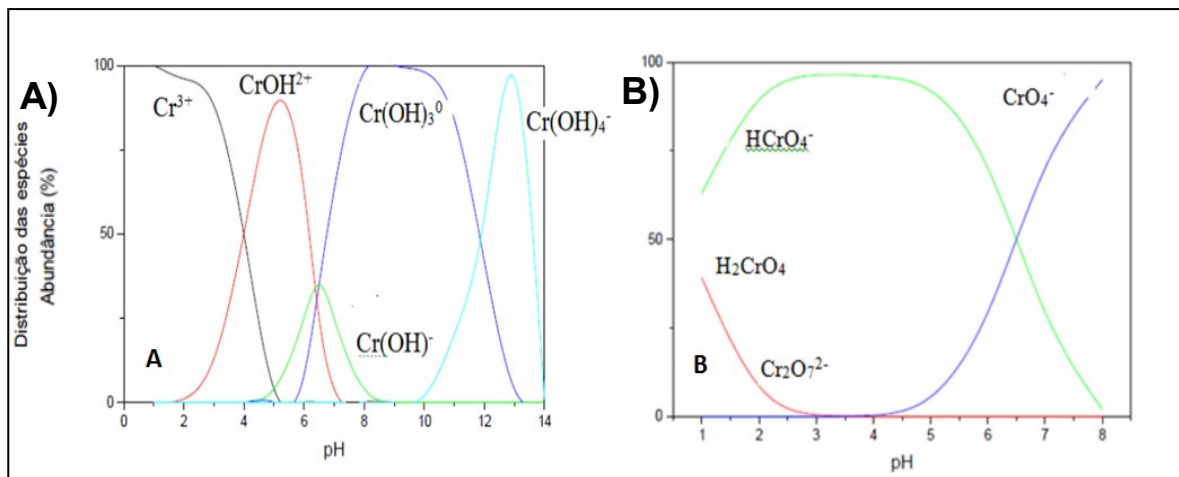 A)
Distribuição das espécies
Abundância (%)
100
50
0
Cr³⁺
CrOH²⁺
Cr(OH)₃⁰
Cr(OH)₄⁻
Cr(OH)⁻
A
0 2 4 6 8 10 12 14
pH
B)
100
50
0
HCrO₄⁻
CrO₄⁻
H₂CrO₄
Cr₂O₇²⁻
B
1 2 3 4 5 6 7 8
pH